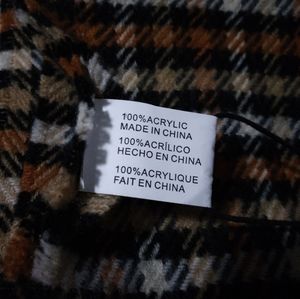 100%ACRYLIC
MADE IN CHINA
100%ACRÍLICO
HECHO EN CHINA
100%ACRYLIQUE
FAIT EN CHINA